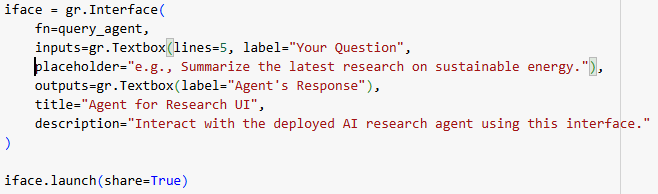 iface = gr.Interface(
    fn=query_agent,
    inputs=gr.Textbox(lines=5, label="Your Question",
    placeholder="e.g., Summarize the latest research on sustainable energy."),
    outputs=gr.Textbox(label="Agent's Response"),
    title="Agent for Research UI",
    description="Interact with the deployed AI research agent using this interface."
)

iface.launch(share=True)